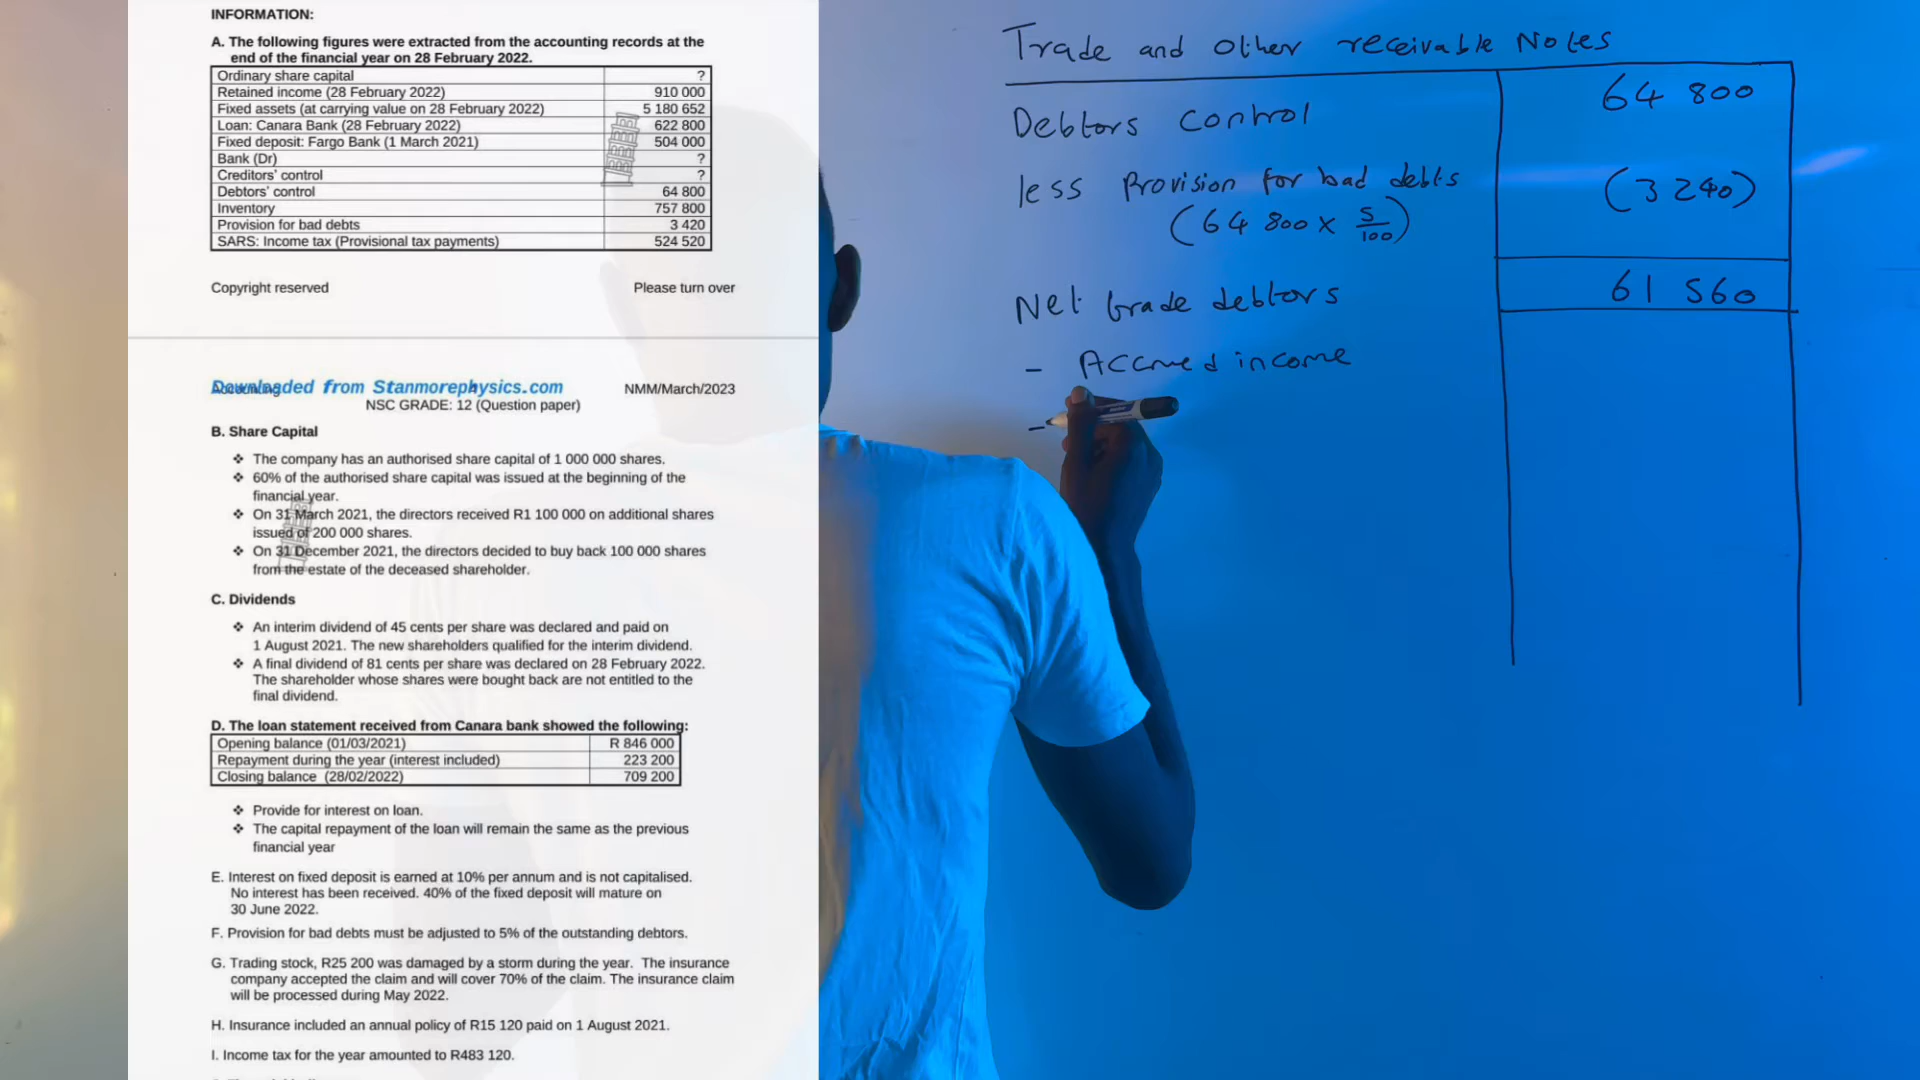 INFORMATION:
A. The following figures were extracted from the accounting records at the
end of the financial year on 28 February 2022.
Ordinary share capital ?
Retained income (28 February 2022) 910 000
Fixed assets (at carrying value on 28 February 2022) 5 180 652
Loan: Canara Bank (28 February 2022) 622 800
Fixed deposit: Fargo Bank (1 March 2021) 504 000
Bank (Dr) ?
Creditors' control ?
Debtors' control 64 800
Inventory 757 800
Provision for bad debts 3 420
SARS: Income tax (Provisional tax payments) 524 520
Copyright reserved Please turn over
Accounting
Downloaded from Stanmorephysics.com
NMM/March/2023
NSC GRADE: 12 (Question paper)
B. Share Capital
❖ The company has an authorised share capital of 1 000 000 shares.
❖ 60% of the authorised share capital was issued at the beginning of the
financial year.
❖ On 31 March 2021, the directors received R1 100 000 on additional shares
issued of 200 000 shares.
❖ On 31 December 2021, the directors decided to buy back 100 000 shares
from the estate of the deceased shareholder.
C. Dividends
❖ An interim dividend of 45 cents per share was declared and paid on
1 August 2021. The new shareholders qualified for the interim dividend.
❖ A final dividend of 81 cents per share was declared on 28 February 2022.
The shareholder whose shares were bought back are not entitled to the
final dividend.
D. The loan statement received from Canara bank showed the following:
Opening balance (01/03/2021) R 846 000
Repayment during the year (interest included) 223 200
Closing balance (28/02/2022) 709 200
❖ Provide for interest on loan.
❖ The capital repayment of the loan will remain the same as the previous
financial year
E. Interest on fixed deposit is earned at 10% per annum and is not capitalised.
No interest has been received. 40% of the fixed deposit will mature on
30 June 2022.
F. Provision for bad debts must be adjusted to 5% of the outstanding debtors.
G. Trading stock, R25 200 was damaged by a storm during the year. The insurance
company accepted the claim and will cover 70% of the claim. The insurance claim
will be processed during May 2022.
H. Insurance included an annual policy of R15 120 paid on 1 August 2021.
I. Income tax for the year amounted to R483 120.
Trade and other receivable Notes
Debtors control 64 800
less Provision for bad debts (3 240)
(64 800 x 5/100)
Net trade debtors 61 560
- Accrued income
-